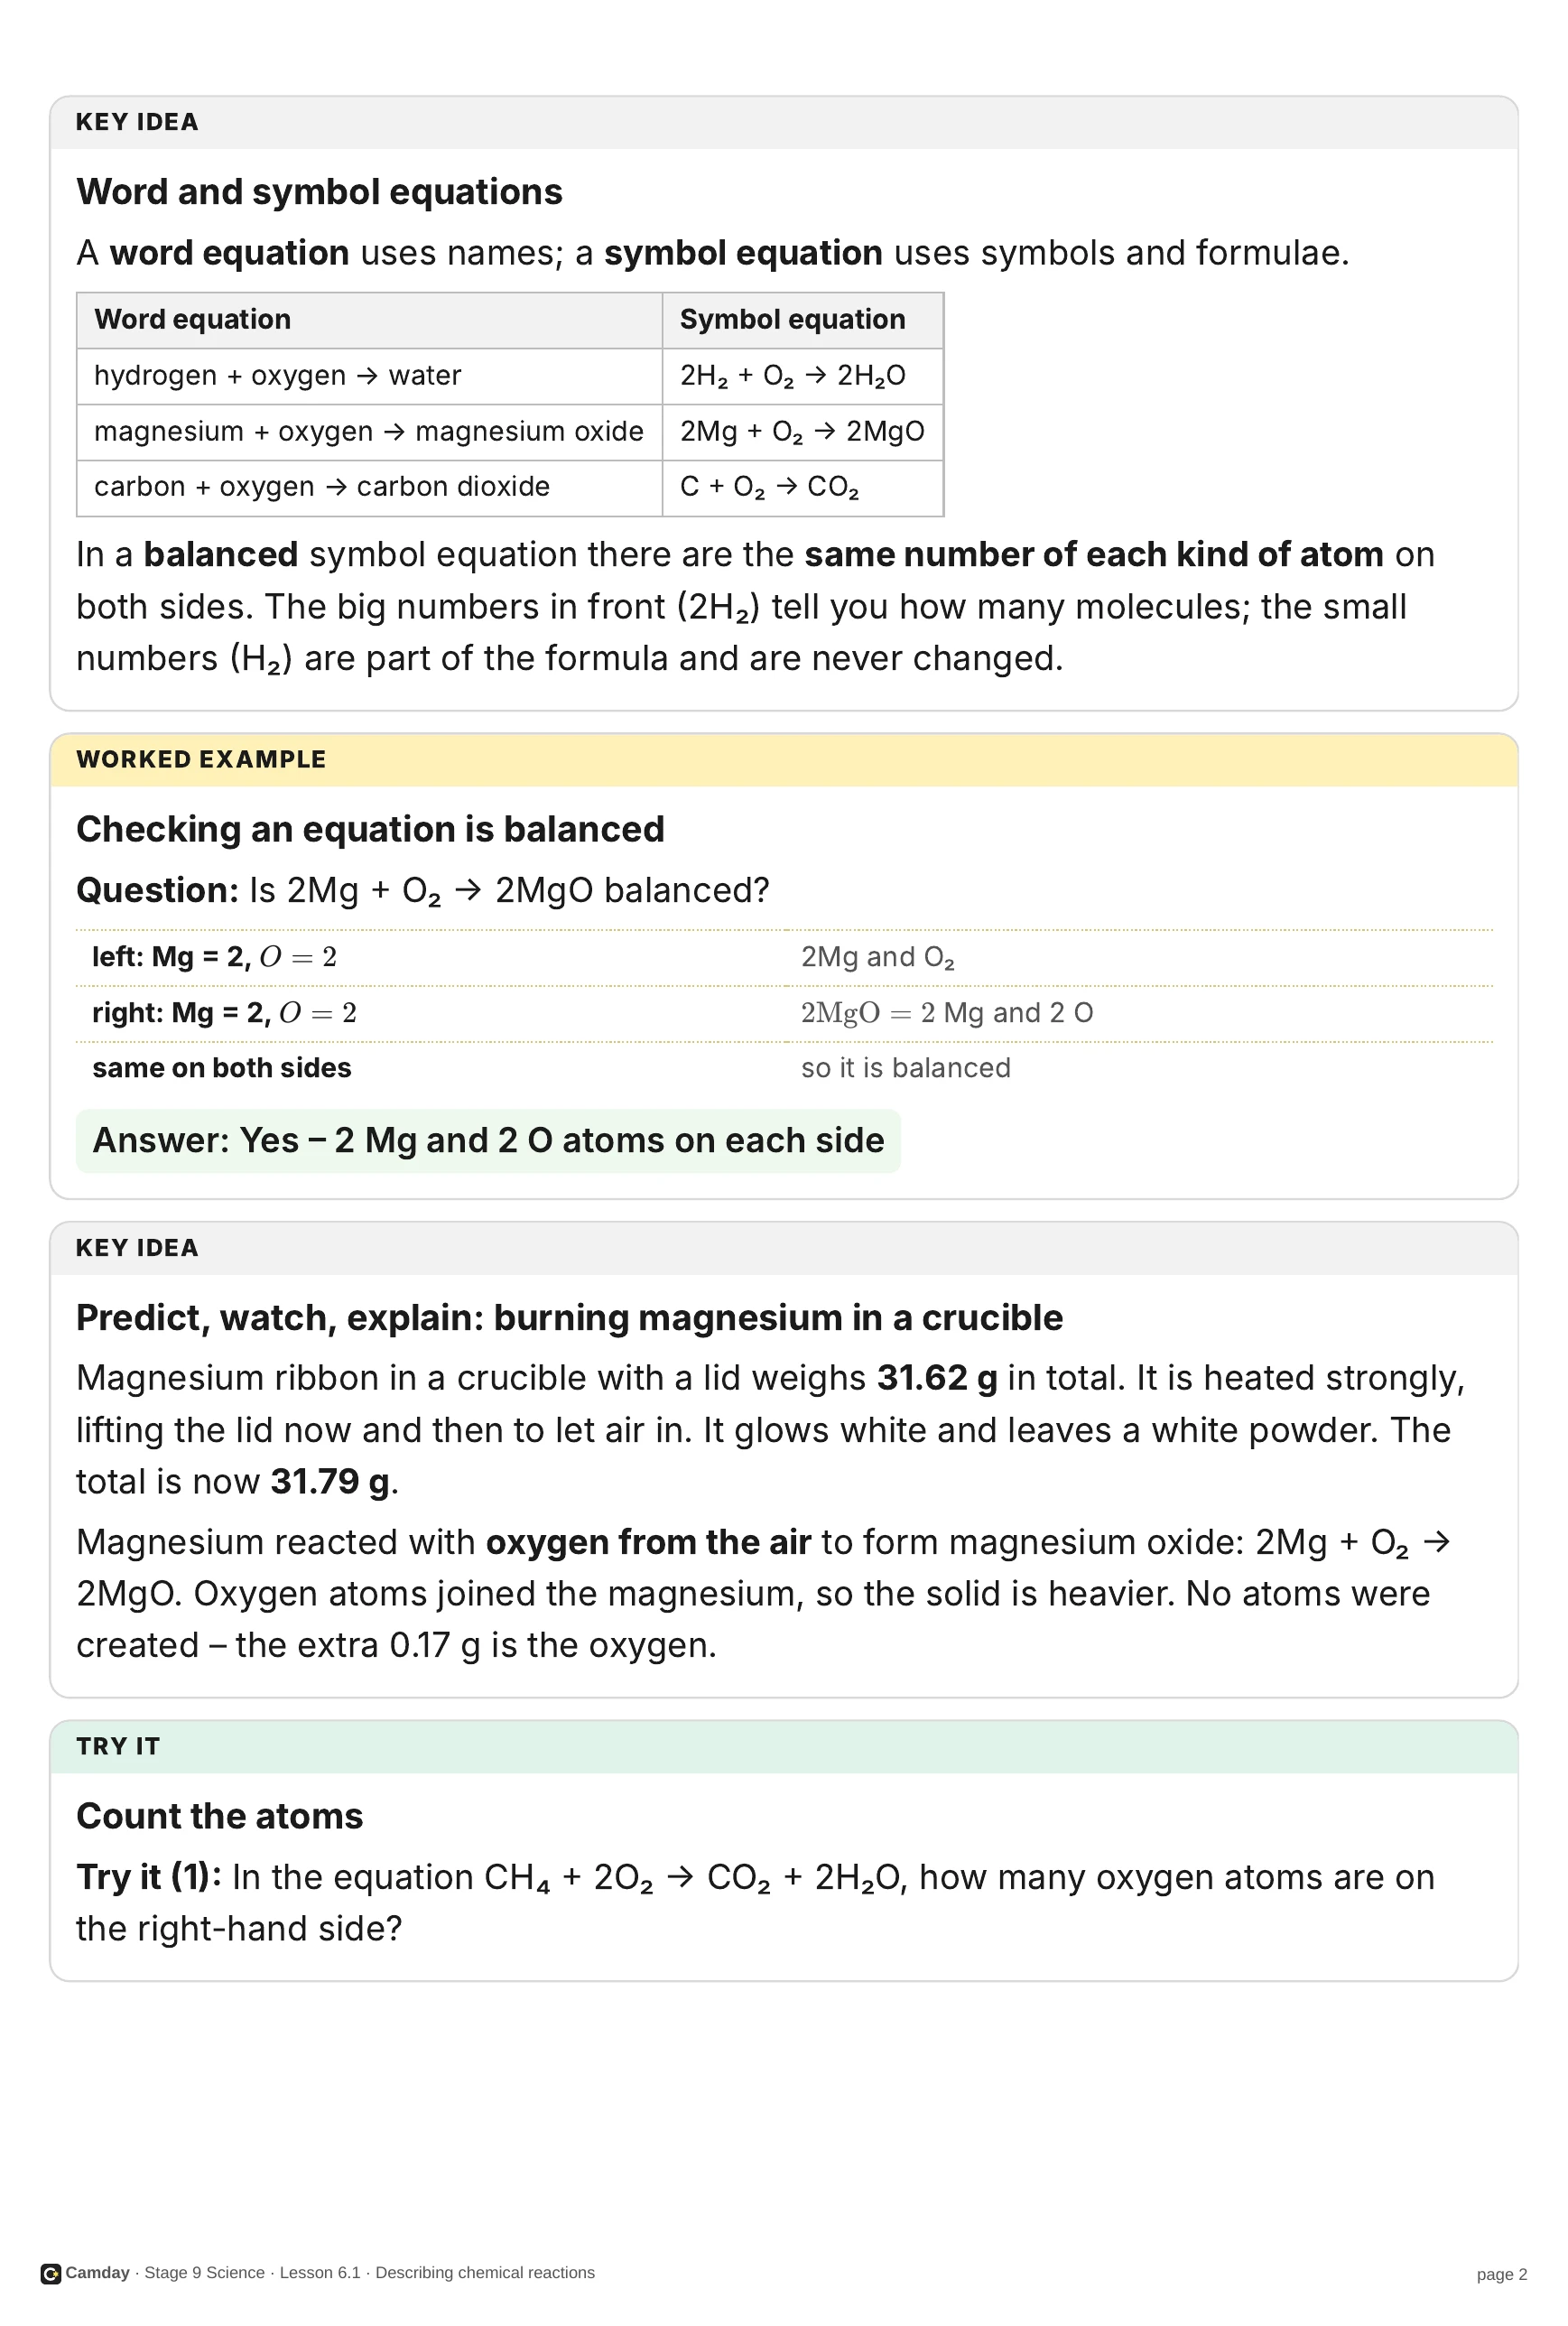 KEY IDEA
Word and symbol equations
A word equation uses names; a symbol equation uses symbols and formulae.
Word equation Symbol equation
hydrogen + oxygen → water 2H₂ + O₂ → 2H₂O
magnesium + oxygen → magnesium oxide 2Mg + O₂ → 2MgO
carbon + oxygen → carbon dioxide C + O₂ → CO₂
In a balanced symbol equation there are the same number of each kind of atom on
both sides. The big numbers in front (2H₂) tell you how many molecules; the small
numbers (H₂) are part of the formula and are never changed.
WORKED EXAMPLE
Checking an equation is balanced
Question: Is 2Mg + O₂ → 2MgO balanced?
left: Mg = 2, O = 2 2Mg and O₂
right: Mg = 2, O = 2 2MgO = 2 Mg and 2 O
same on both sides so it is balanced
Answer: Yes – 2 Mg and 2 O atoms on each side
KEY IDEA
Predict, watch, explain: burning magnesium in a crucible
Magnesium ribbon in a crucible with a lid weighs 31.62 g in total. It is heated strongly,
lifting the lid now and then to let air in. It glows white and leaves a white powder. The
total is now 31.79 g.
Magnesium reacted with oxygen from the air to form magnesium oxide: 2Mg + O₂ →
2MgO. Oxygen atoms joined the magnesium, so the solid is heavier. No atoms were
created – the extra 0.17 g is the oxygen.
TRY IT
Count the atoms
Try it (1): In the equation CH₄ + 2O₂ → CO₂ + 2H₂O, how many oxygen atoms are on
the right-hand side?
Camday · Stage 9 Science · Lesson 6.1 · Describing chemical reactions page 2